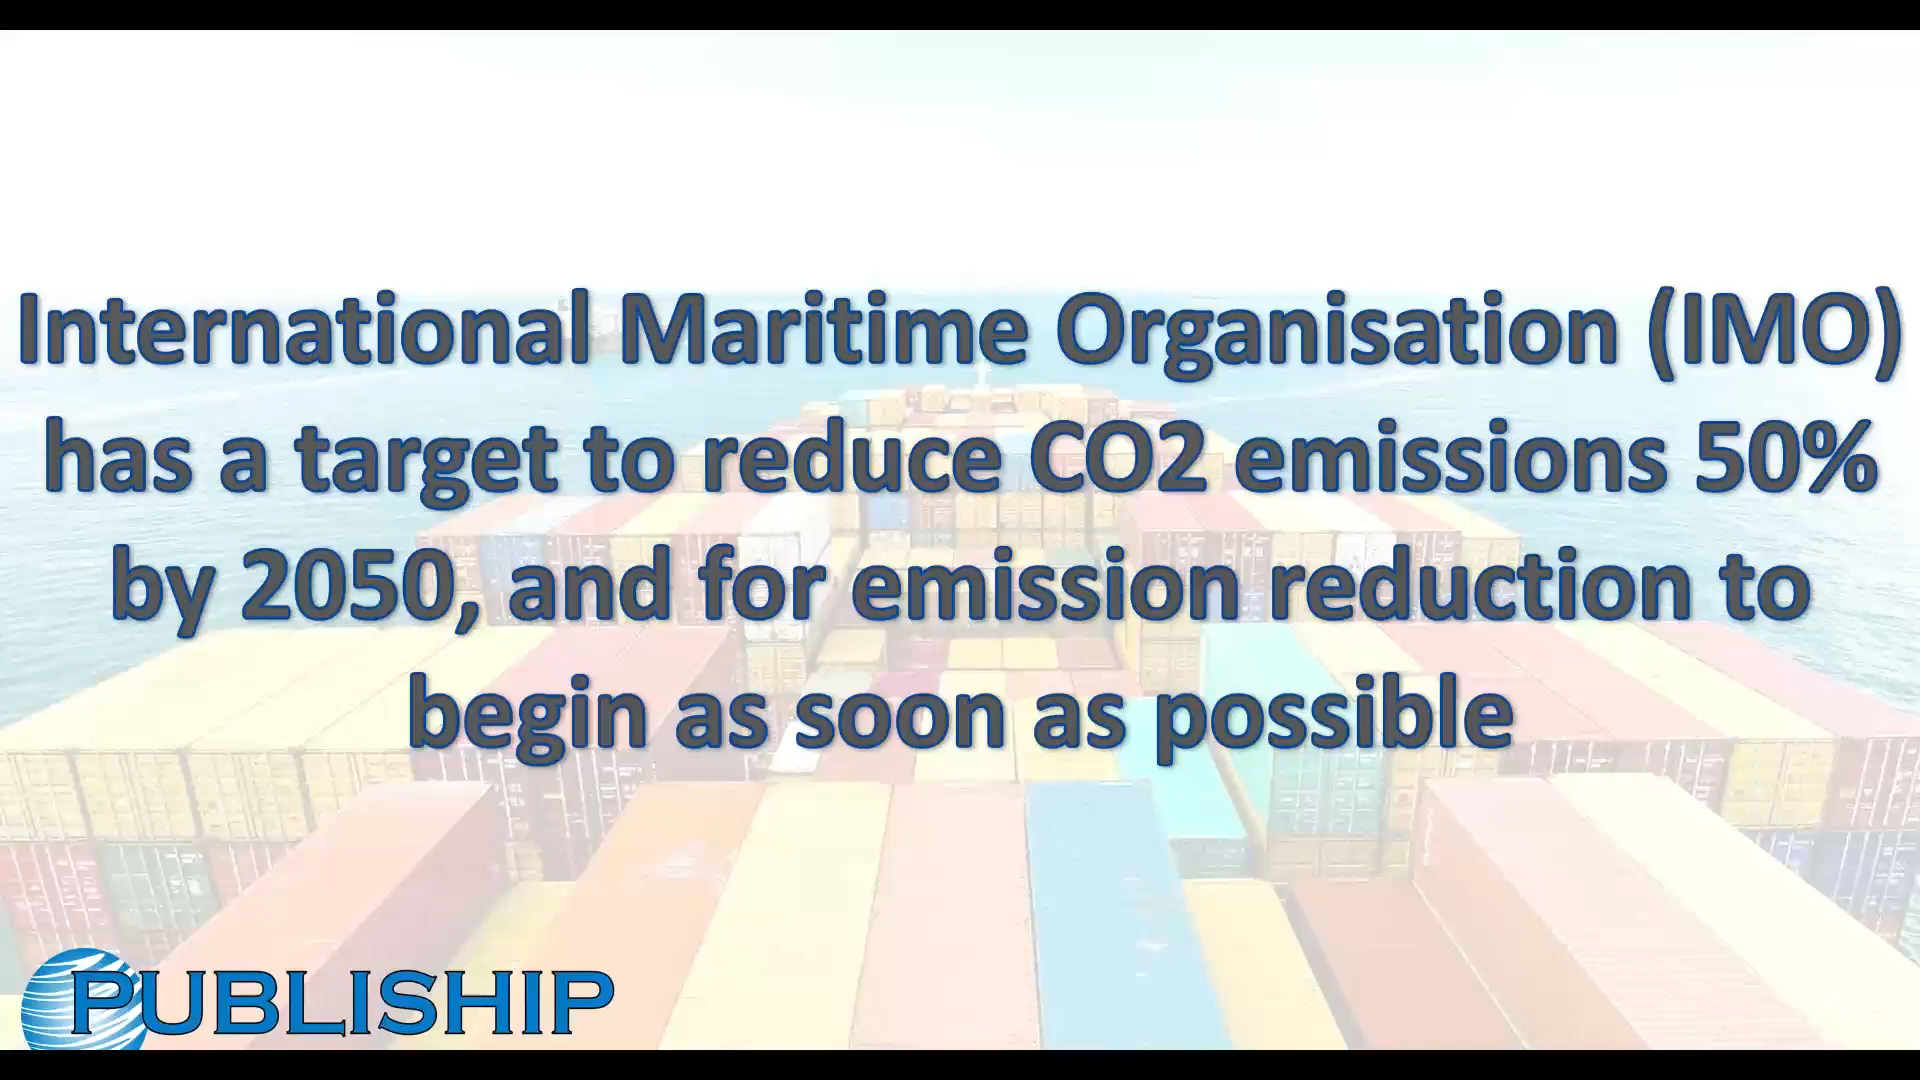 International Maritime Organisation (IMO)
has a target to reduce CO2 emissions 50%
by 2050, and for emission reduction to
begin as soon as possible
PUBLISHIP